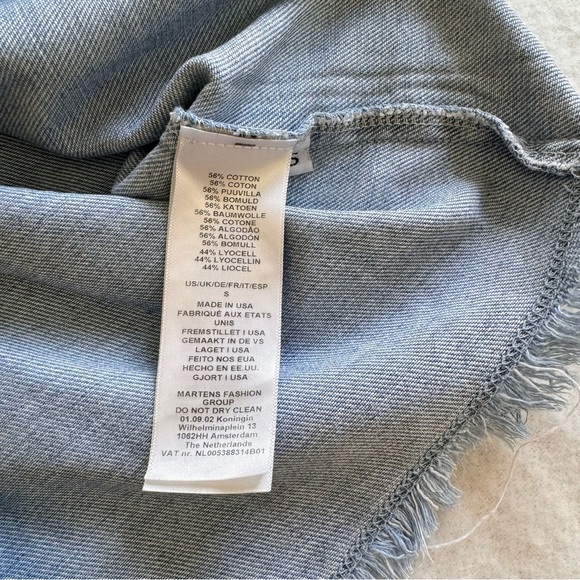 56% COTTON
56% COTON
56% PUUVILLA
56% BOMULD
56% KATOEN
56% BAUMWOLLE
56% COTONE
56% ALGODÃO
56% ALGODÓN
56% BOMULL
44% LYOCELL
44% LYOCELLIN
44% LIOCEL
US/UK/DE/FR/IT/ESP
S
MADE IN USA
FABRIQUÉ AUX ETATS
UNIS
FREMSTILLET I USA
GEMAAKT IN DE VS
LAGET I USA
FEITO NOS EUA
HECHO EN EE.UU.
GJORT I USA
MARTENS FASHION
GROUP
DO NOT DRY CLEAN
01.09.02 Koningin
Wilhelminaplein 13
1062HH Amsterdam
The Netherlands
VAT nr. NL005388314B01